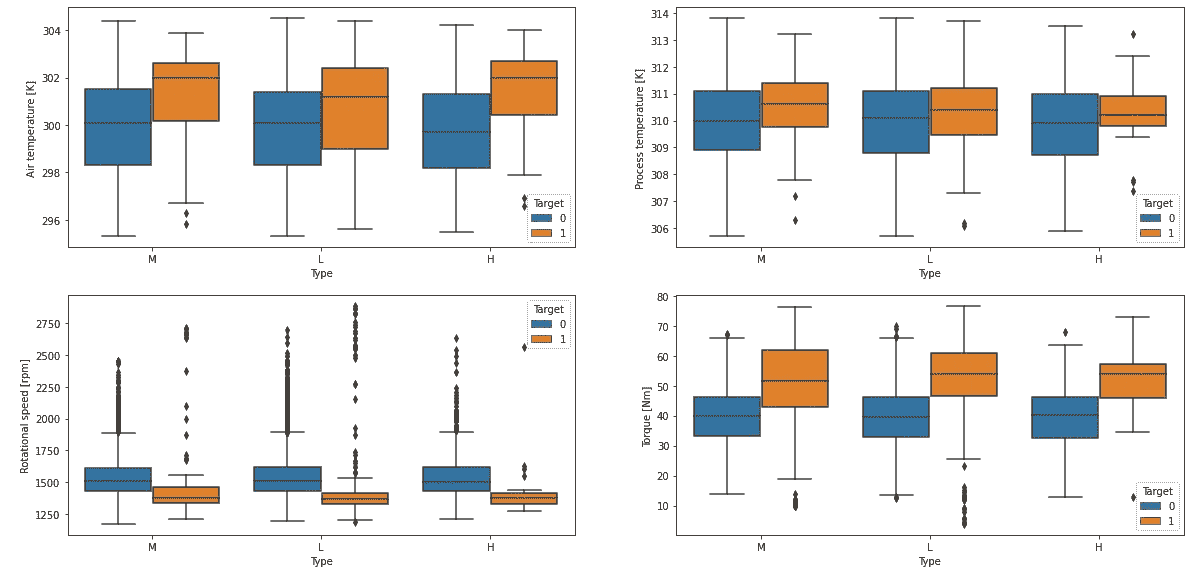 Air temperature [K]
304
302
300
298
296
M L H
Type
Target
0
1
Process temperature [K]
314
313
312
311
310
309
308
307
306
M L H
Type
Target
0
1
Rotational speed [rpm]
2750
2500
2250
2000
1750
1500
1250
M L H
Type
Target
0
1
Torque [Nm]
80
70
60
50
40
30
20
10
M L H
Type
Target
0
1